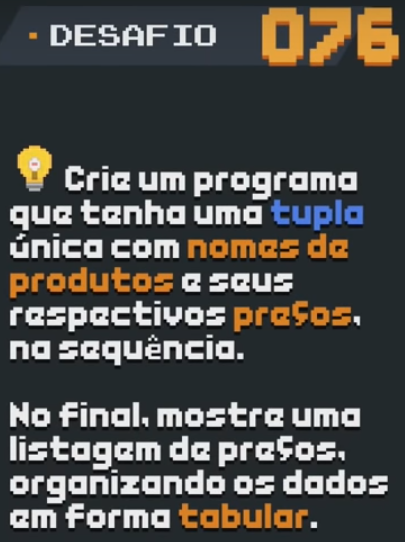 DESAFIO 076
Crie um programa
que tenha uma tupla
única com nomes de
produtos e seus
respectivos preços,
na sequência.
No final, mostre uma
listagem de preços,
organizando os dados
em forma tabular.